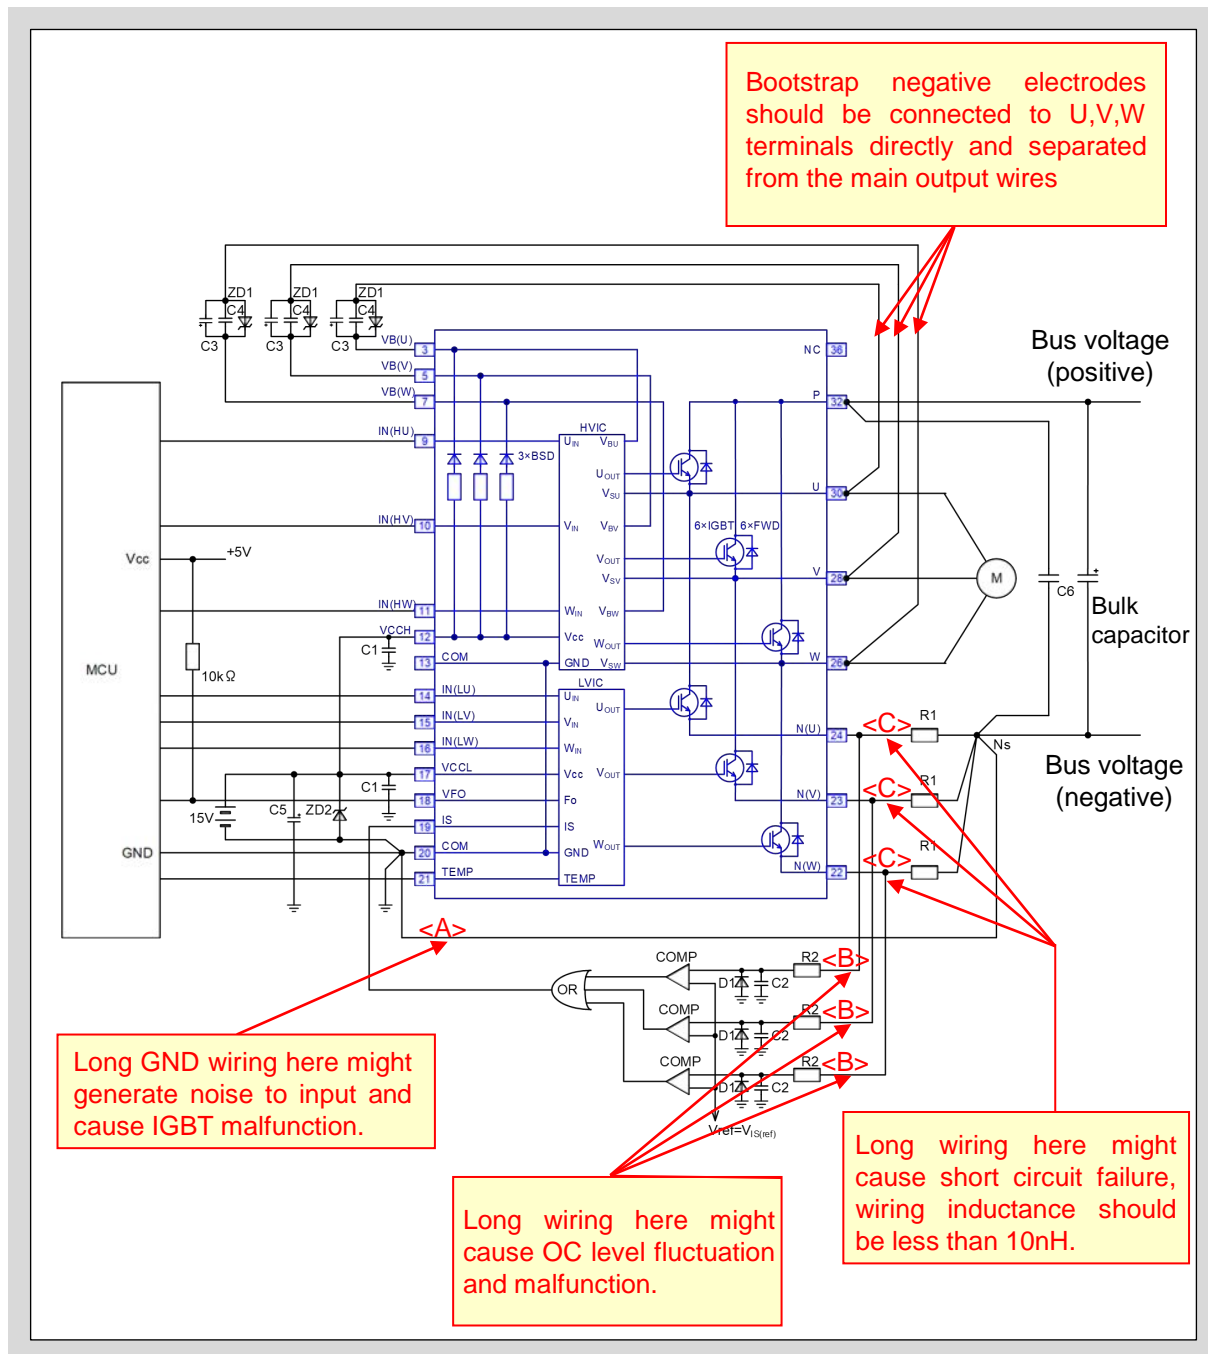 Bootstrap negative electrodes
should be connected to U,V,W
terminals directly and separated
from the main output wires
ZD1
ZD1
ZD1
C4
C4
C4
C3
C3
C3
VB(U)
3
NC
36
VB(V)
5
Bus voltage
(positive)
VB(W)
7
P
32
IN(HU)
9
HVIC
UIN
VBU
3×BSD
UOUT
VSU
U
30
IN(HV)
10
VIN
VBV
6×IGBT 6×FWD
Vcc
+5V
VOUT
VSV
V
28
M
C6
Bulk
capacitor
IN(HW)
11
WIN
VBW
VCCH
12
Vcc
WOUT
C1
COM
13
GND
VSW
W
26
MCU
10kΩ
LVIC
IN(LU)
14
UIN
UOUT
IN(LV)
15
VIN
N(U)
24
<C>
R1
Ns
IN(LW)
16
WIN
VCCL
17
Vcc
VOUT
Bus voltage
(negative)
C1
VFO
18
Fo
N(V)
23
<C>
R1
15V
C5
ZD2
IS
19
IS
GND
COM
20
GND
WOUT
N(W)
22
<C>
R1
TEMP
21
TEMP
<A>
COMP
R2
<B>
D1
C2
OR
COMP
R2
<B>
D1
C2
COMP
R2
<B>
D1
C2
Vref=VIS(ref)
Long GND wiring here might
generate noise to input and
cause IGBT malfunction.
Long wiring here might
cause OC level fluctuation
and malfunction.
Long wiring here might
cause short circuit failure,
wiring inductance should
be less than 10nH.